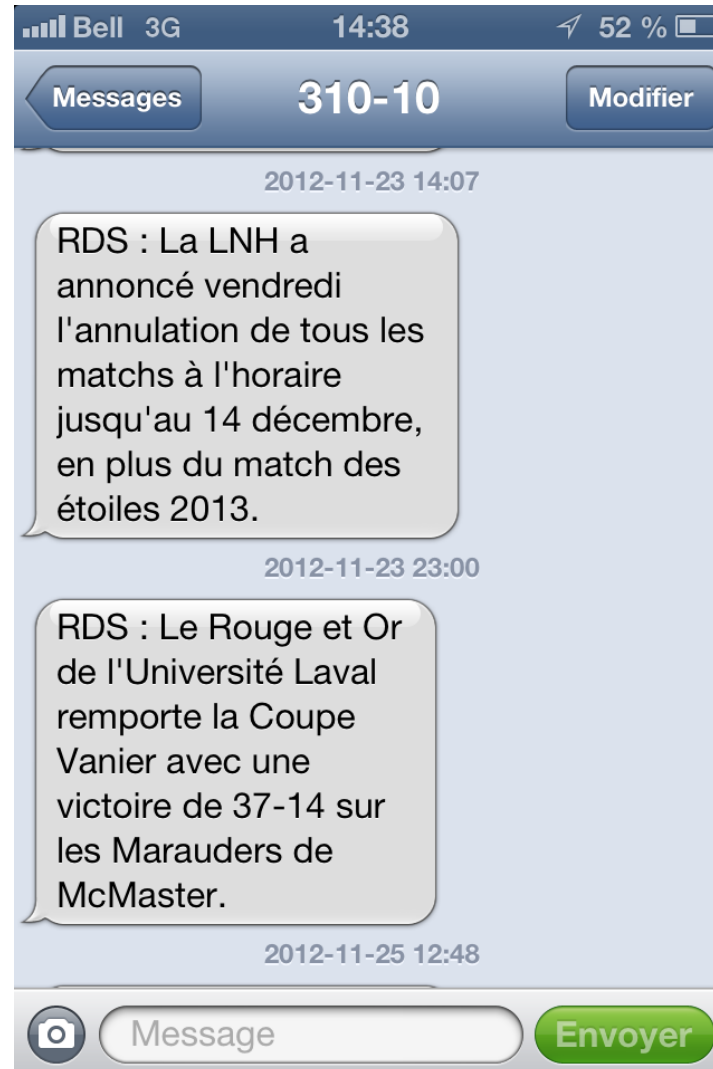 Bell 3G 14:38 52 %
Messages 310-10 Modifier
2012-11-23 14:07
RDS : La LNH a
annoncé vendredi
l'annulation de tous les
matchs à l'horaire
jusqu'au 14 décembre,
en plus du match des
étoiles 2013.
2012-11-23 23:00
RDS : Le Rouge et Or
de l'Université Laval
remporte la Coupe
Vanier avec une
victoire de 37-14 sur
les Marauders de
McMaster.
2012-11-25 12:48
Message Envoyer